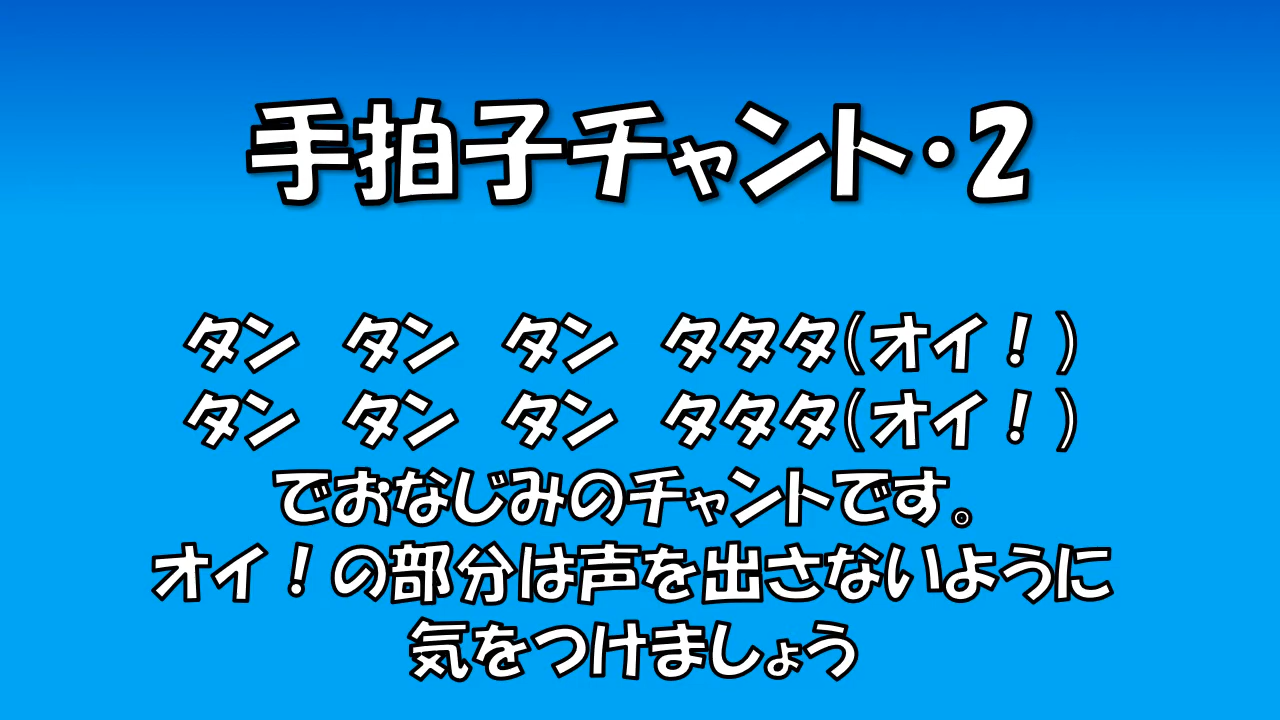 手拍子チャント・2
タン　タン　タン　タタタ(オイ！)
タン　タン　タン　タタタ(オイ！)
でおなじみのチャントです。
オイ！の部分は声を出さないように
気をつけましょう